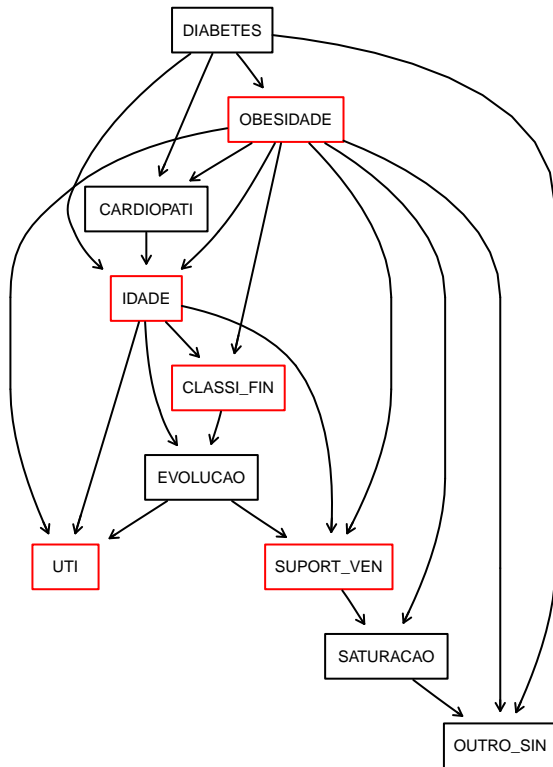 DIABETES
OBESIDADE
CARDIOPATI
IDADE
CLASSI_FIN
EVOLUCAO
UTI
SUPORT_VEN
SATURACAO
OUTRO_SIN